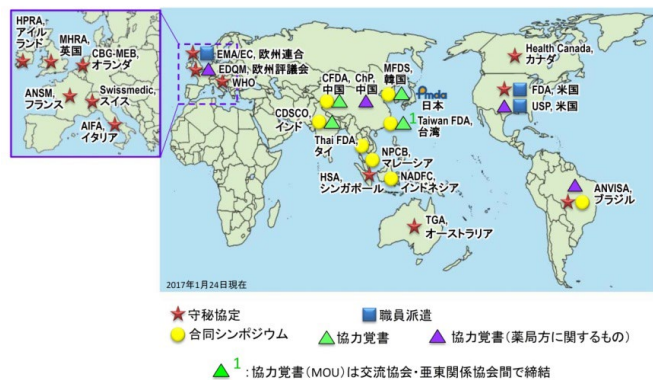 HPRA,
アイル
ランド
MHRA,
英国
CBG-MEB,
オランダ
ANSM,
フランス
Swissmedic,
スイス
AIFA,
イタリア
EMA/EC, 欧州連合
EDQM, 欧州評議会
WHO
CFDA,
中国
ChP,
中国
MFDS,
韓国
Pmda
日本
CDSCO,
インド
1
Taiwan FDA,
台湾
Thai FDA,
タイ
NPCB,
マレーシア
HSA,
シンガポール
NADFC,
インドネシア
TGA,
オーストラリア
Health Canada,
カナダ
FDA, 米国
USP, 米国
ANVISA,
ブラジル
2017年1月24日現在
守秘協定
職員派遣
合同シンポジウム
協力覚書
協力覚書(薬局方に関するもの)
1 :協力覚書(MOU)は交流協会・亜東関係協会間で締結